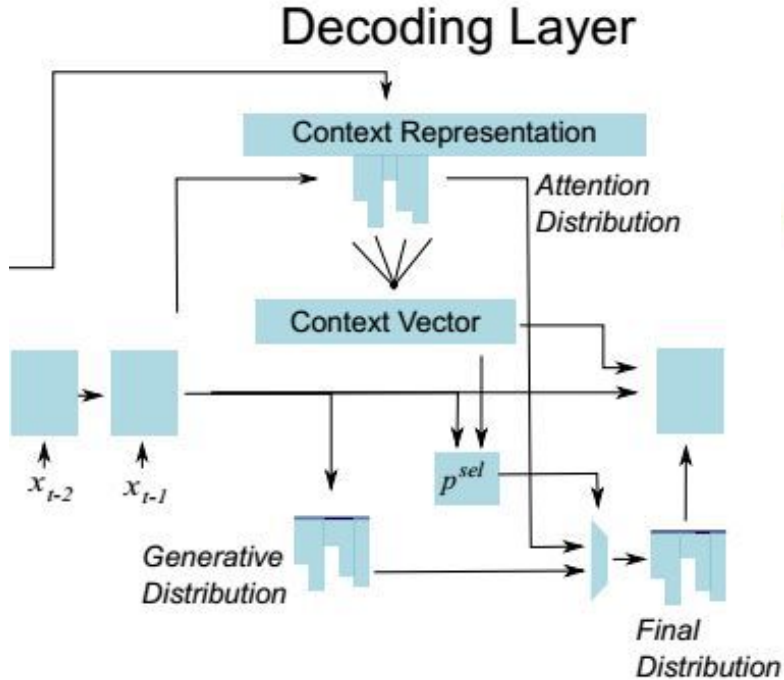 Decoding Layer
Context Representation
Attention
Distribution
Context Vector
x_{t-2}
x_{t-1}
p^{sel}
Generative
Distribution
Final
Distribution